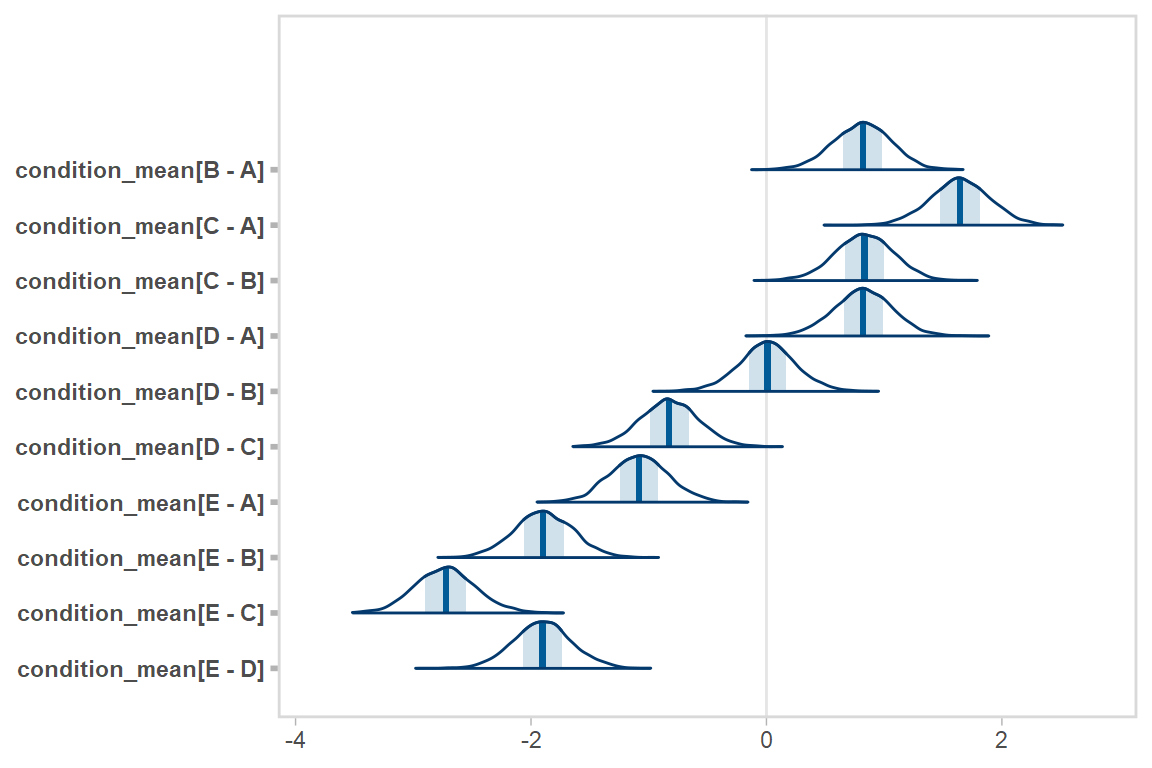 condition_mean[B - A]
condition_mean[C - A]
condition_mean[C - B]
condition_mean[D - A]
condition_mean[D - B]
condition_mean[D - C]
condition_mean[E - A]
condition_mean[E - B]
condition_mean[E - C]
condition_mean[E - D]
-4 -2 0 2